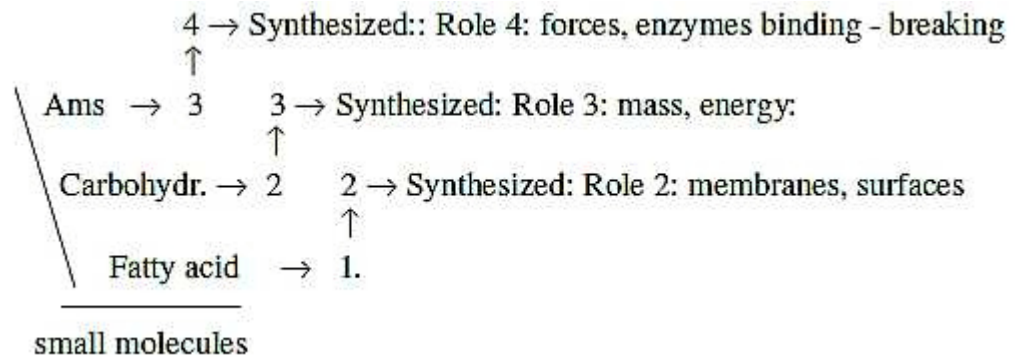 4 → Synthesized:: Role 4: forces, enzymes binding - breaking
↑
Ams → 3 3 → Synthesized: Role 3: mass, energy:
↑
Carbohydr. → 2 2 → Synthesized: Role 2: membranes, surfaces
↑
Fatty acid → 1.
small molecules